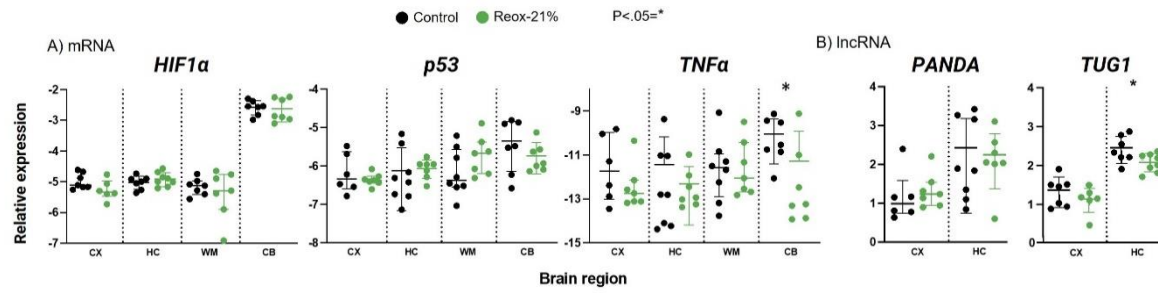 Control Reox-21% P<.05=*
A) mRNA B) lncRNA
HIF1α p53 TNFα PANDA TUG1
Relative expression
-2
-3
-4
-5
-6
-7
CX HC WM CB
-4
-5
-6
-7
-8
CX HC WM CB
-9
-11
-13
-15
*
CX HC WM CB
4
3
2
1
0
CX HC
4
3
2
1
0
*
CX HC
Brain region